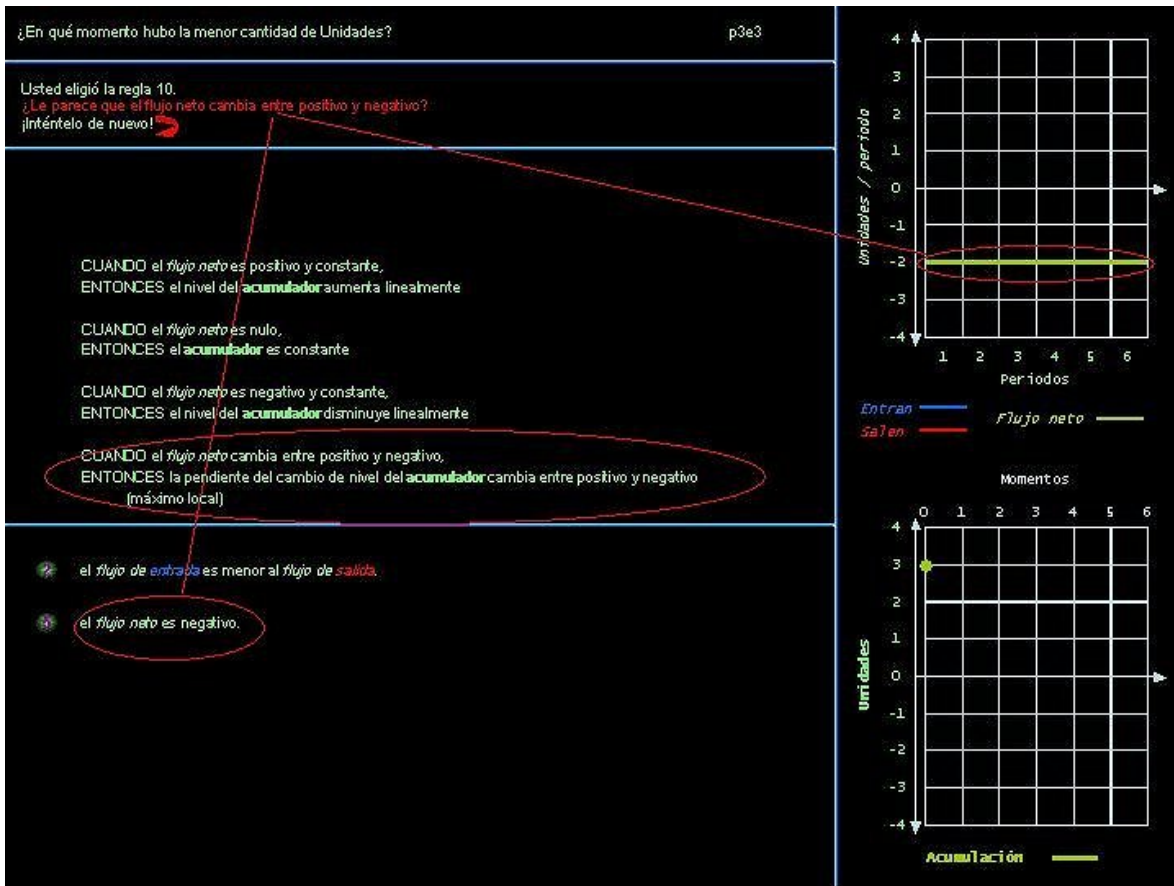 ¿En qué momento hubo la menor cantidad de Unidades?
p3e3
Usted eligió la regla 10.
¿Le parece que el flujo neto cambia entre positivo y negativo?
¡Inténtelo de nuevo!
CUANDO el flujo neto es positivo y constante,
ENTONCES el nivel del acumulador aumenta linealmente
CUANDO el flujo neto es nulo,
ENTONCES el acumulador es constante
CUANDO el flujo neto es negativo y constante,
ENTONCES el nivel del acumulador disminuye linealmente
CUANDO el flujo neto cambia entre positivo y negativo,
ENTONCES la pendiente del cambio de nivel del acumulador cambia entre positivo y negativo
(máximo local)
el flujo de entrada es menor al flujo de salida.
el flujo neto es negativo.
4
3
2
1
0
-1
-2
-3
-4
Unidades / periodo
1 2 3 4 5 6
Periodos
Entran
Salen
Flujo neto
Momentos
0 1 2 3 4 5 6
4
3
2
1
0
-1
-2
-3
-4
Unidades
Acumulación